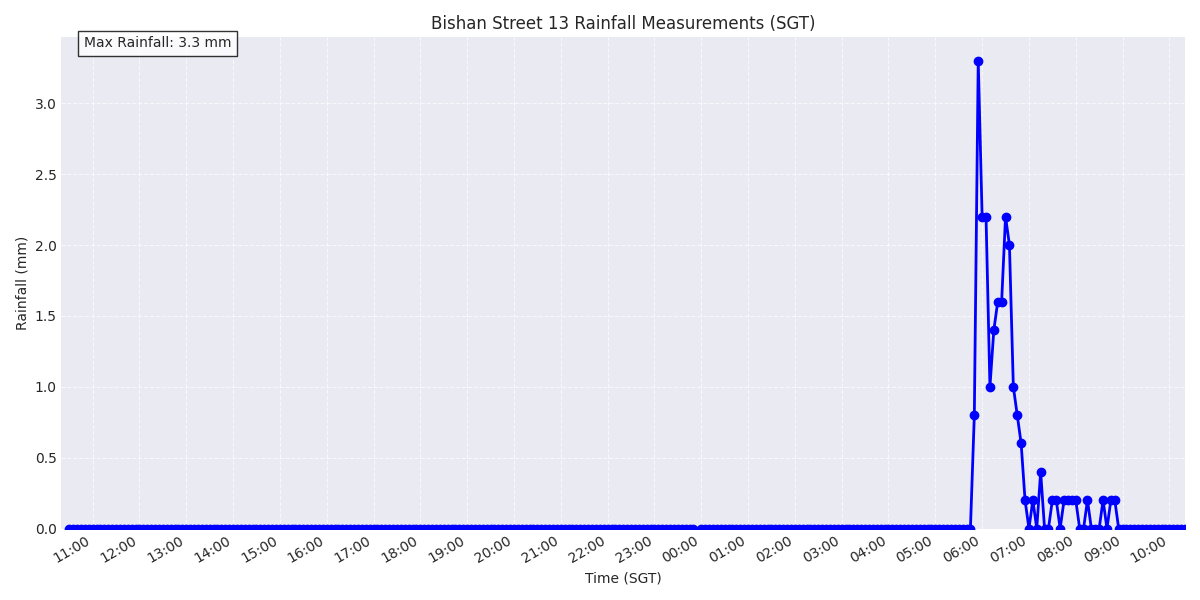 Bishan Street 13 Rainfall Measurements (SGT)
Max Rainfall: 3.3 mm
3.0
2.5
2.0
1.5
1.0
0.5
0.0
Rainfall (mm)
11:00 12:00 13:00 14:00 15:00 16:00 17:00 18:00 19:00 20:00 21:00 22:00 23:00 00:00 01:00 02:00 03:00 04:00 05:00 06:00 07:00 08:00 09:00 10:00
Time (SGT)